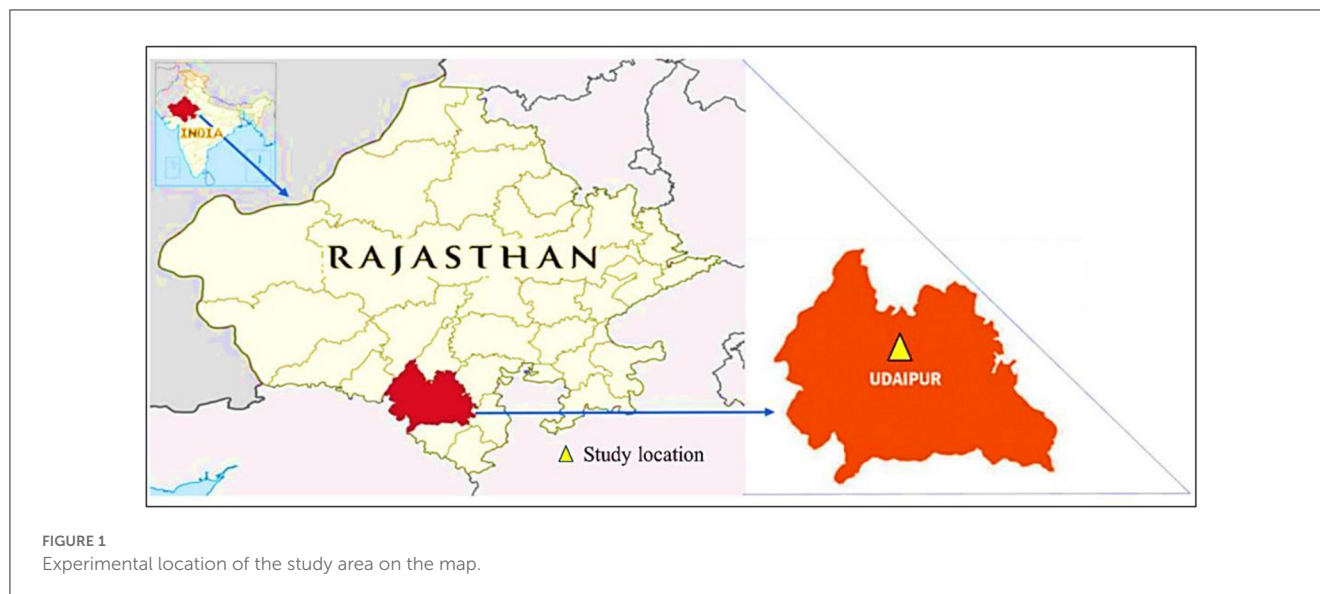 INDIA
RAJASTHAN
UDAIPUR
Study location
FIGURE 1
Experimental location of the study area on the map.